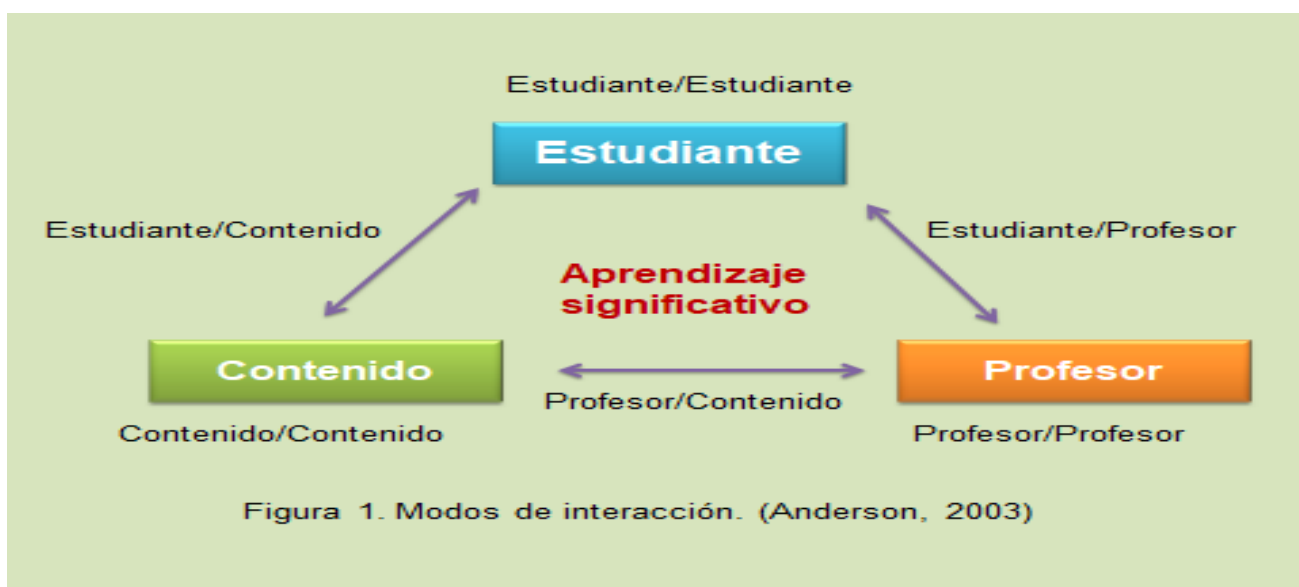 Estudiante/Estudiante
Estudiante
Estudiante/Contenido
Estudiante/Profesor
Aprendizaje
significativo
Contenido
Profesor
Profesor/Contenido
Contenido/Contenido
Profesor/Profesor
Figura 1. Modos de interacción. (Anderson, 2003)